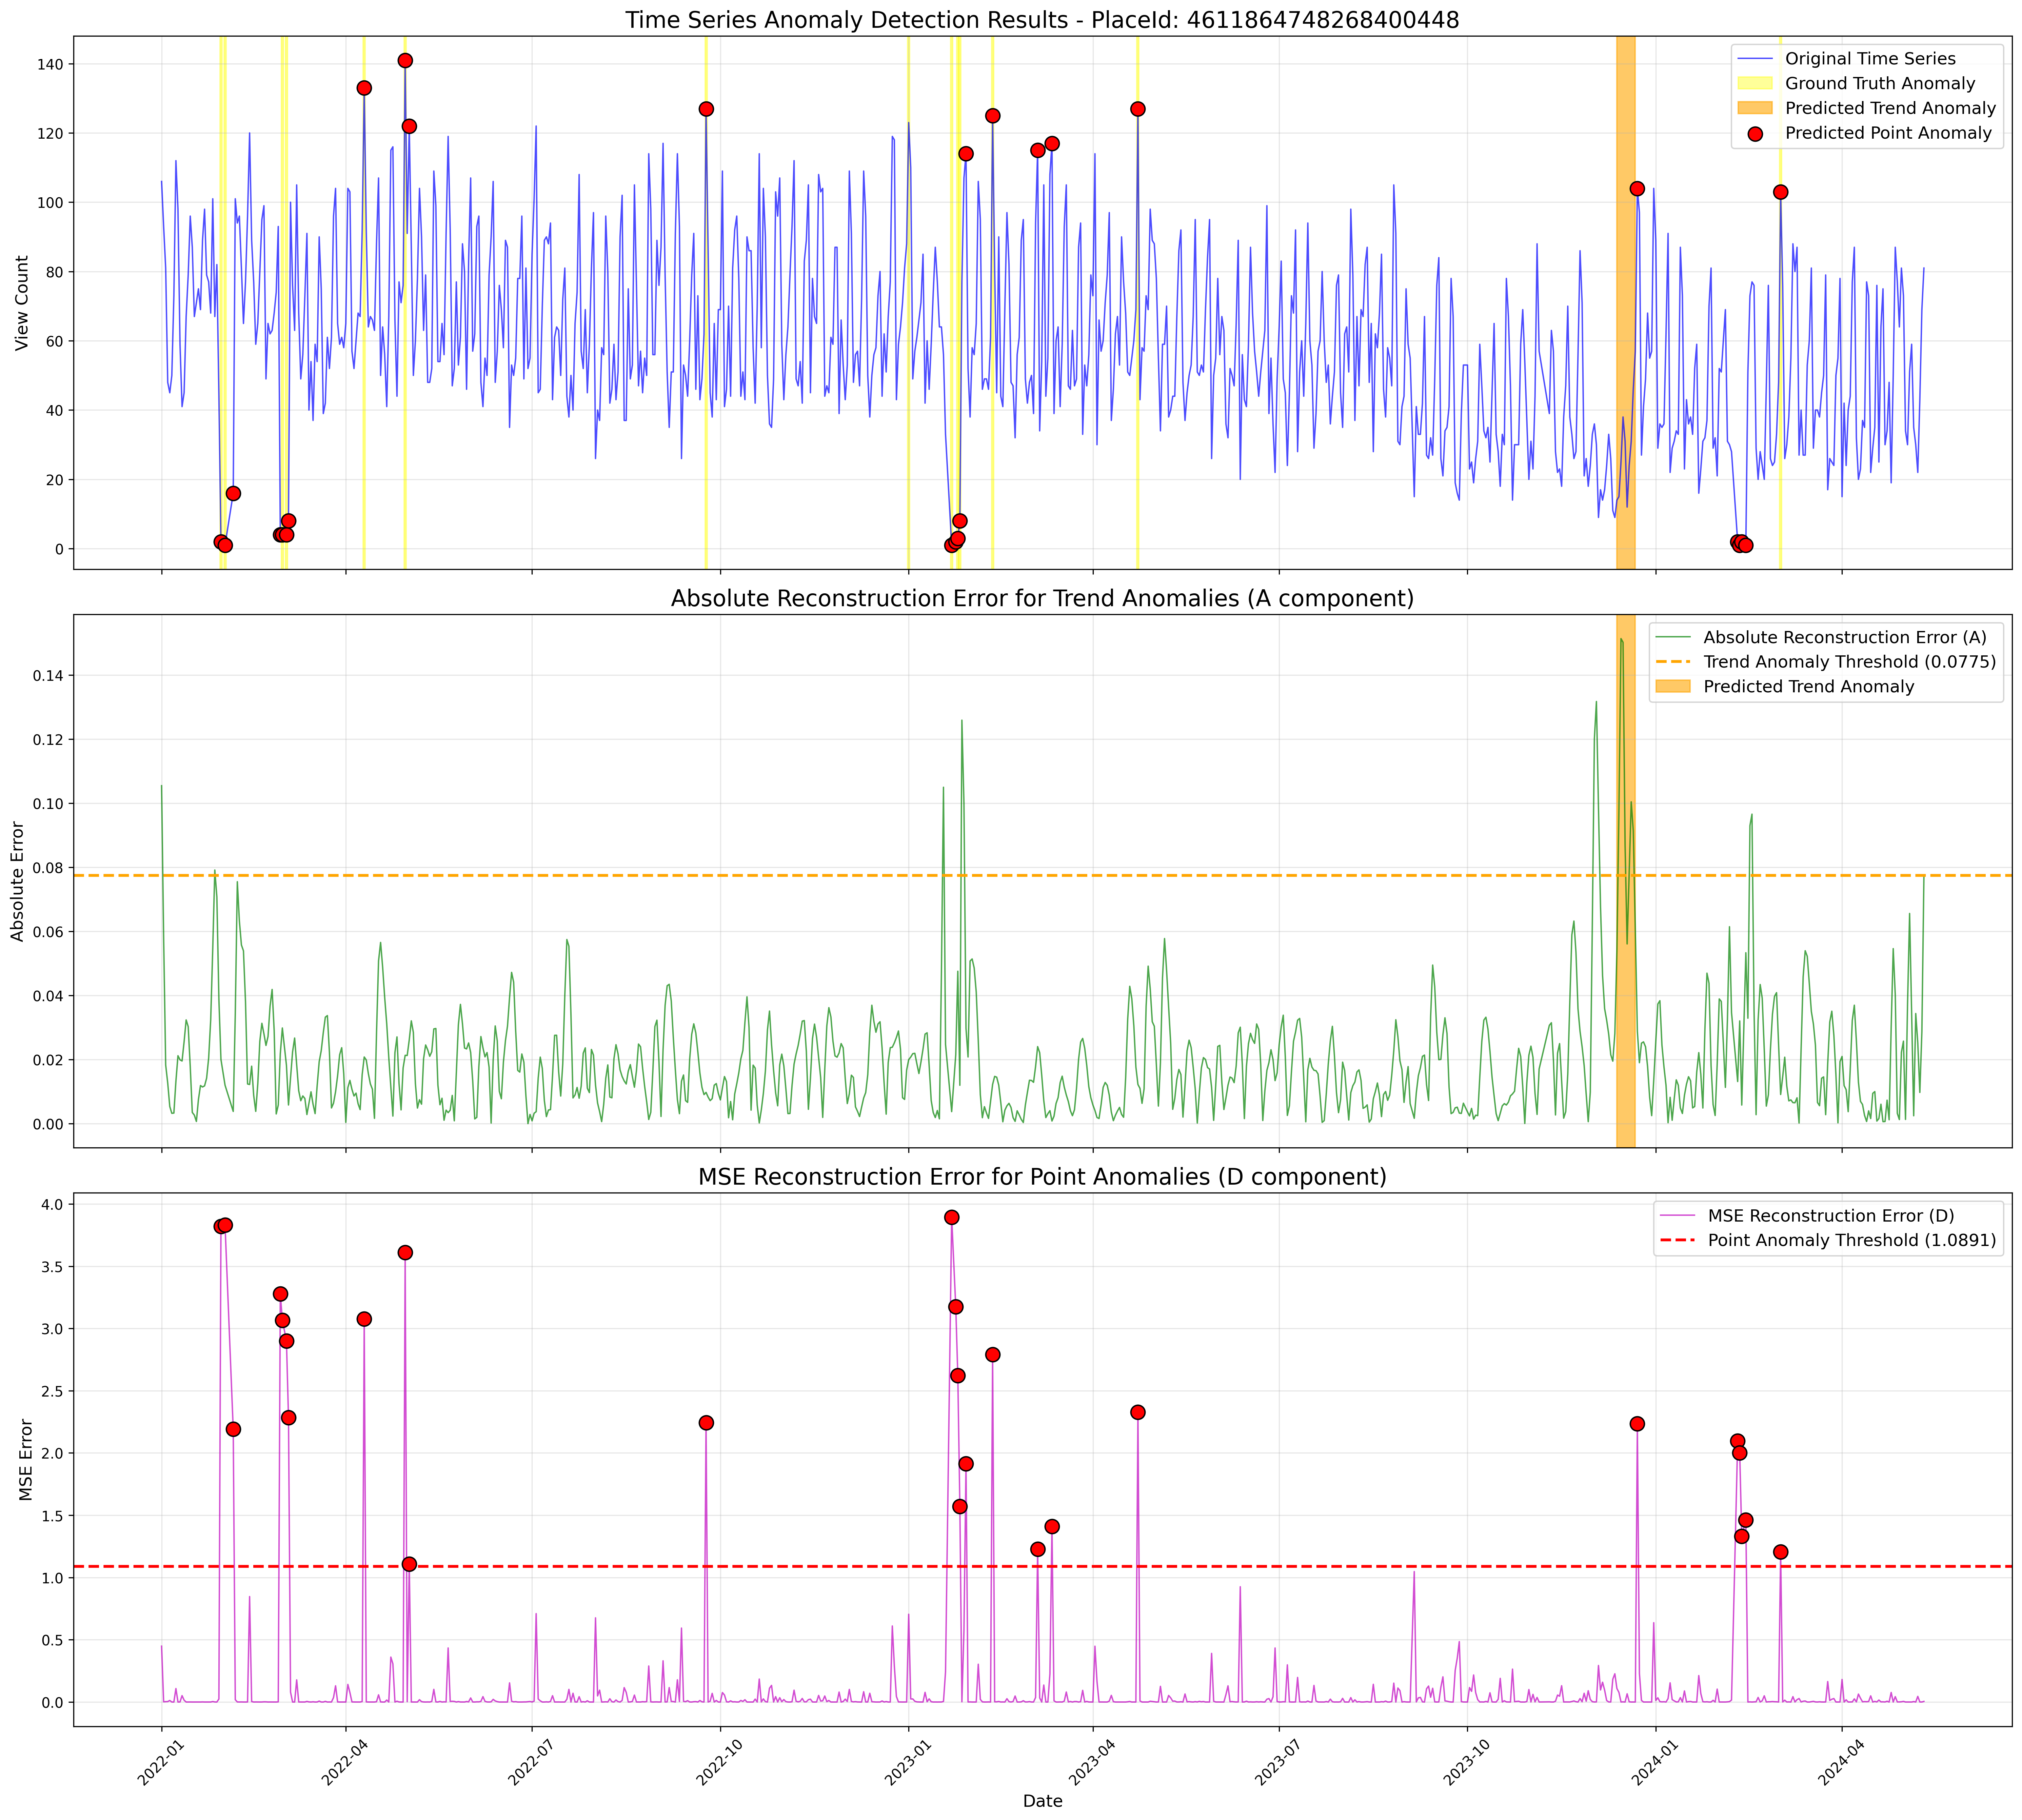 Time Series Anomaly Detection Results - PlaceId: 4611864748268400448
View Count
140
120
100
80
60
40
20
0
Original Time Series
Ground Truth Anomaly
Predicted Trend Anomaly
Predicted Point Anomaly
Absolute Reconstruction Error for Trend Anomalies (A component)
Absolute Error
0.14
0.12
0.10
0.08
0.06
0.04
0.02
0.00
Absolute Reconstruction Error (A)
Trend Anomaly Threshold (0.0775)
Predicted Trend Anomaly
MSE Reconstruction Error for Point Anomalies (D component)
MSE Error
4.0
3.5
3.0
2.5
2.0
1.5
1.0
0.5
0.0
MSE Reconstruction Error (D)
Point Anomaly Threshold (1.0891)
2022-01
2022-04
2022-07
2022-10
2023-01
2023-04
2023-07
2023-10
2024-01
2024-04
Date